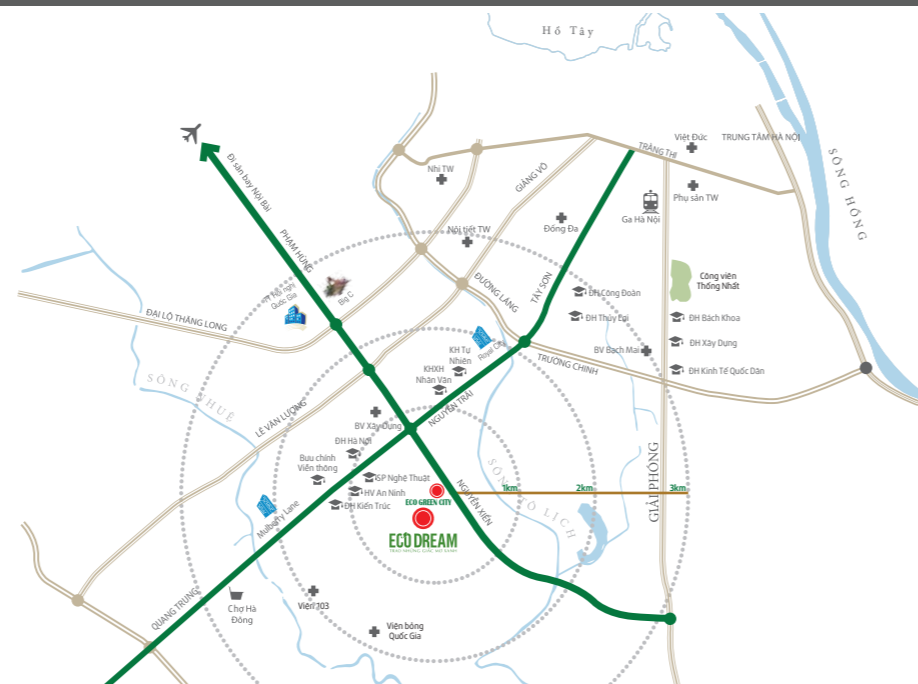 Hồ Tây
Việt Đức
TRUNG TÂM HÀ NỘI
TRÀNG THI
SÔNG HỒNG
Đi sân bay Nội Bài
Nhi TW
GIẢNG VÕ
Phụ sản TW
Ga Hà Nội
Nội tiết TW
Đống Đa
PHẠM HÙNG
Công viên
Thống Nhất
Hội nghị
Quốc Gia
Big C
ĐƯỜNG LÁNG
TÂY SƠN
ĐH Công Đoàn
ĐH Thủy Lợi
ĐH Bách Khoa
ĐẠI LỘ THĂNG LONG
ĐH Xây Dựng
BV Bạch Mai
KH Tự
Nhiên
Royal City
TRƯỜNG CHINH
ĐH Kinh Tế Quốc Dân
KHXH
Nhân Văn
SÔNG NHUỆ
LÊ VĂN LƯƠNG
NGUYỄN TRÃI
BV Xây Dựng
ĐH Hà Nội
Bưu chính
Viễn thông
SP Nghệ Thuật
HV An Ninh
ĐH Kiến Trúc
ECO GREEN CITY
ECO DREAM
NGUYỄN XIỂN
SÔNG TÔ LỊCH
1km
2km
3km
GIẢI PHÓNG
Mulberry Lane
QUANG TRUNG
Chợ Hà
Đông
Viện 103
Viện bỏng
Quốc Gia